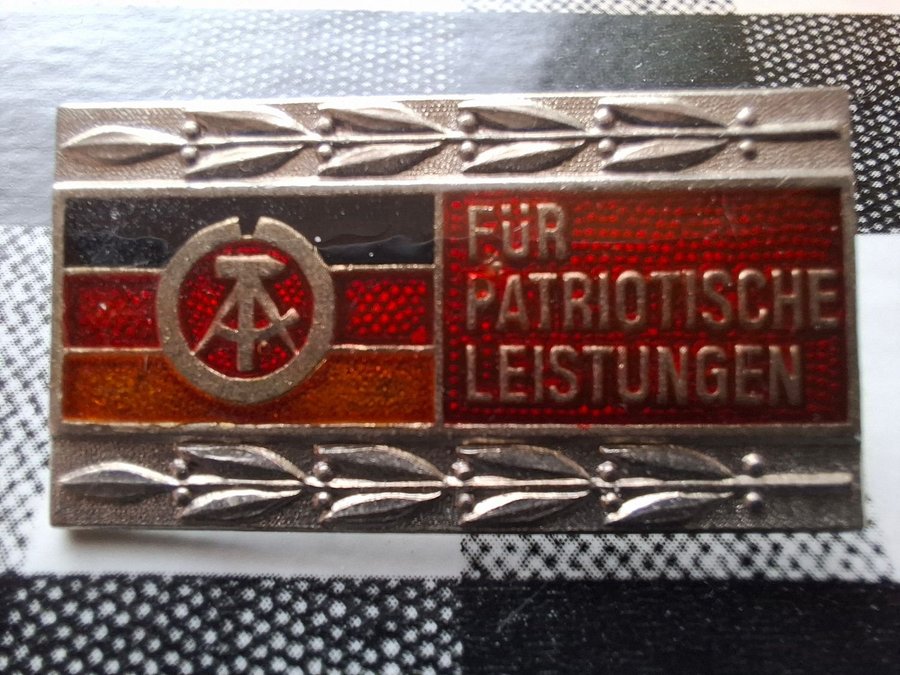 FÜR
PATRIOTISCHE
LEISTUNGEN